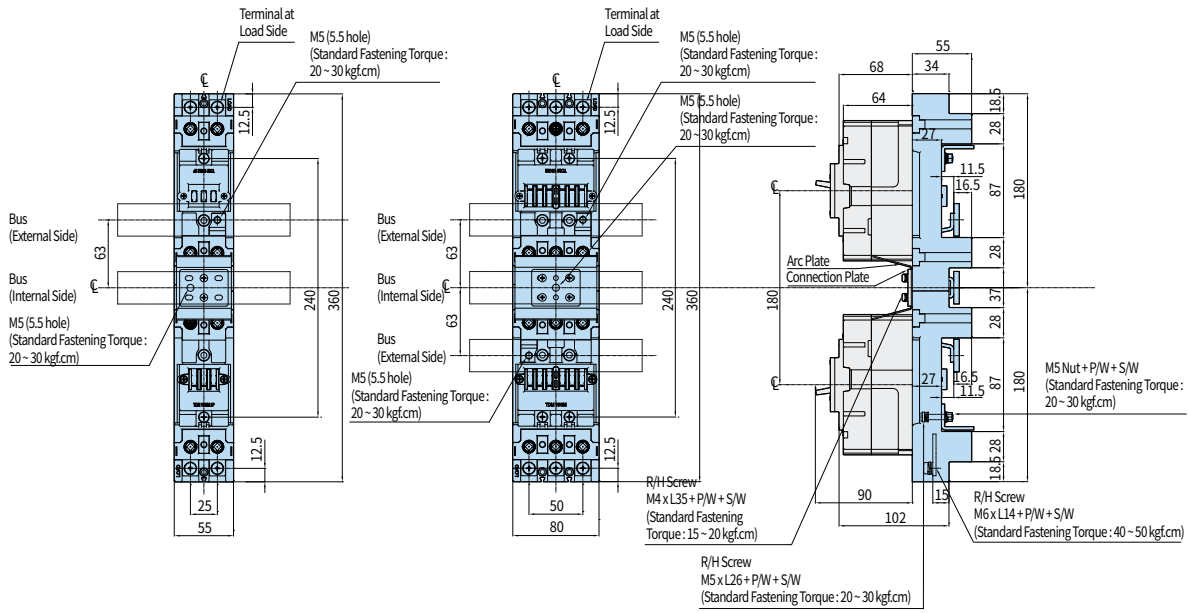 Terminal at
Load Side
M5 (5.5 hole)
(Standard Fastening Torque :
20 ~ 30 kgf.cm)
℄
12.5
Bus
(External Side)
63
Bus
(Internal Side)
℄
240
360
M5 (5.5 hole)
(Standard Fastening Torque :
20 ~ 30 kgf.cm)
12.5
25
55
Terminal at
Load Side
M5 (5.5 hole)
(Standard Fastening Torque :
20 ~ 30 kgf.cm)
M5 (5.5 hole)
(Standard Fastening Torque :
20 ~ 30 kgf.cm)
℄
12.5
Bus
(External Side)
63
Bus
(Internal Side)
℄
63
240
360
Bus
(External Side)
M5 (5.5 hole)
(Standard Fastening Torque :
20 ~ 30 kgf.cm)
12.5
50
80
55
68
34
64
18.5
28
27
11.5
16.5
87
180
℄
28
Arc Plate
Connection Plate
180
37
28
℄
27
16.5
11.5
87
180
M5 Nut + P/W + S/W
(Standard Fastening Torque :
20 ~ 30 kgf.cm)
28
18.5
90
15
102
R/H Screw
M4 x L35 + P/W + S/W
(Standard Fastening
Torque : 15 ~ 20 kgf.cm)
R/H Screw
M6 x L14 + P/W + S/W
(Standard Fastening Torque : 40 ~ 50 kgf.cm)
R/H Screw
M5 x L26 + P/W + S/W
(Standard Fastening Torque : 20 ~ 30 kgf.cm)